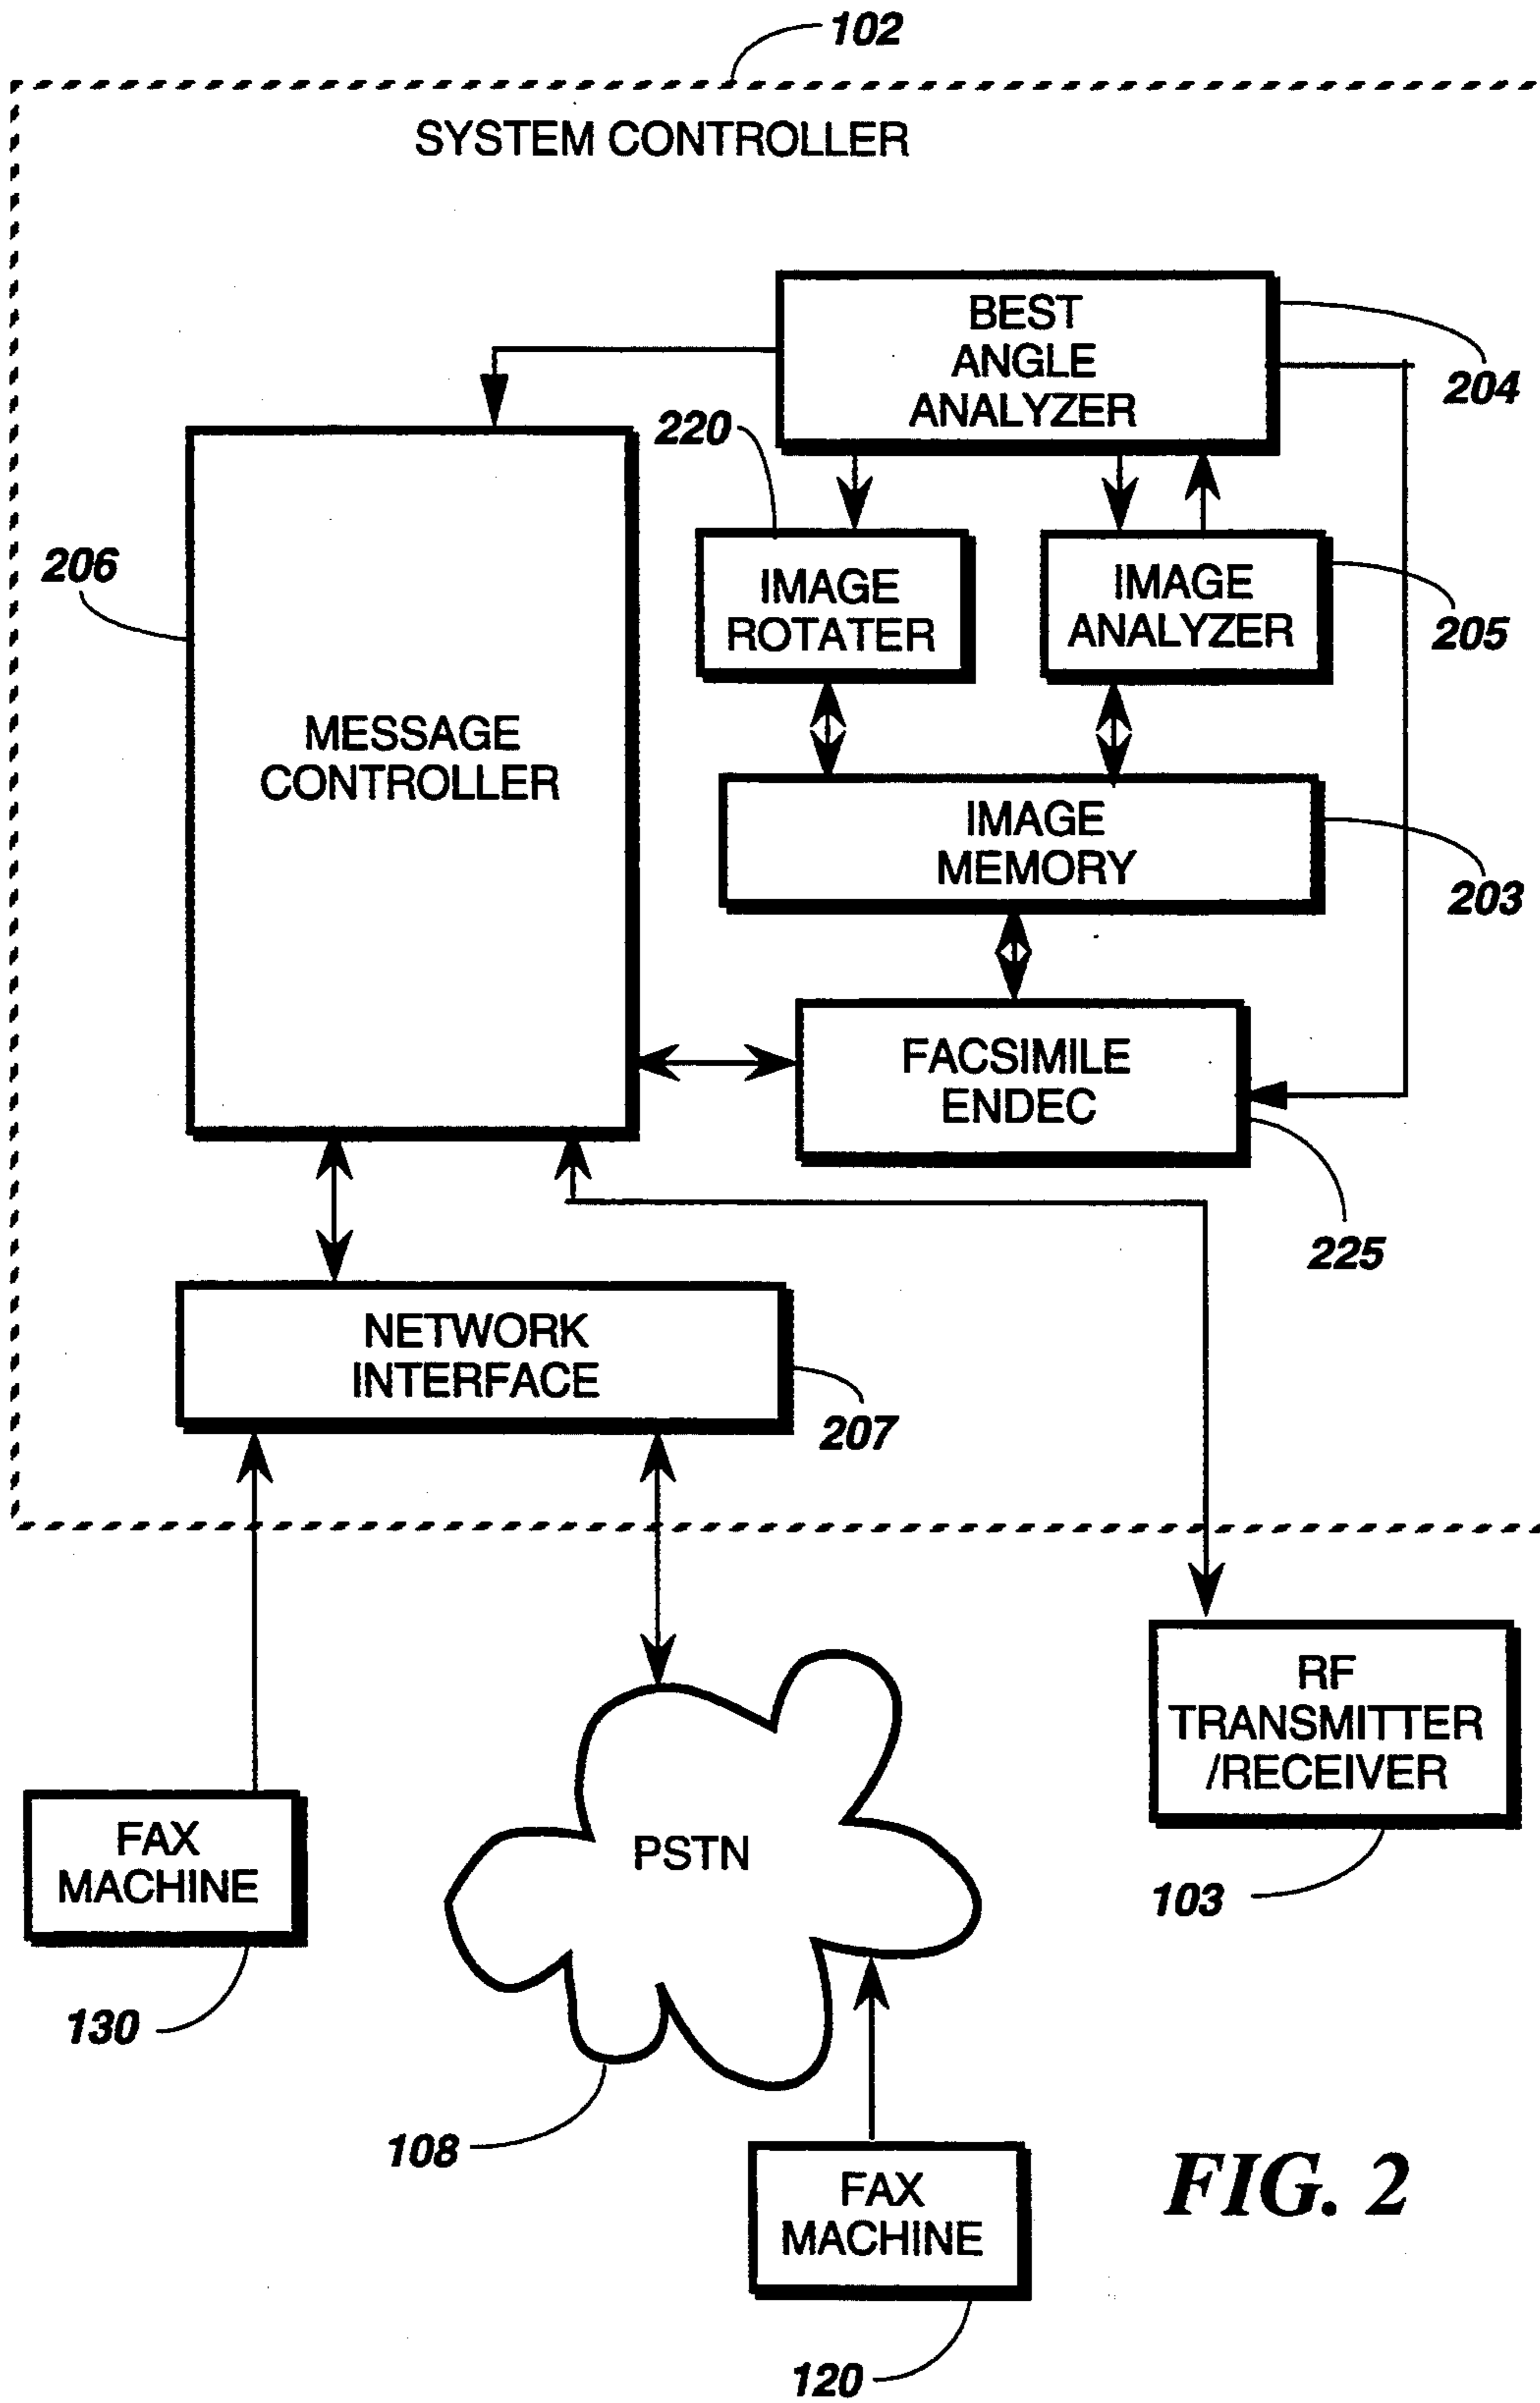 102
SYSTEM CONTROLLER
BEST
ANGLE
ANALYZER
204
220
206
IMAGE
ROTATER
IMAGE
ANALYZER
205
MESSAGE
CONTROLLER
IMAGE
MEMORY
203
FACSIMILE
ENDEC
225
NETWORK
INTERFACE
207
RF
TRANSMITTER
/RECEIVER
103
FAX
MACHINE
130
PSTN
108
FAX
MACHINE
120
FIG. 2